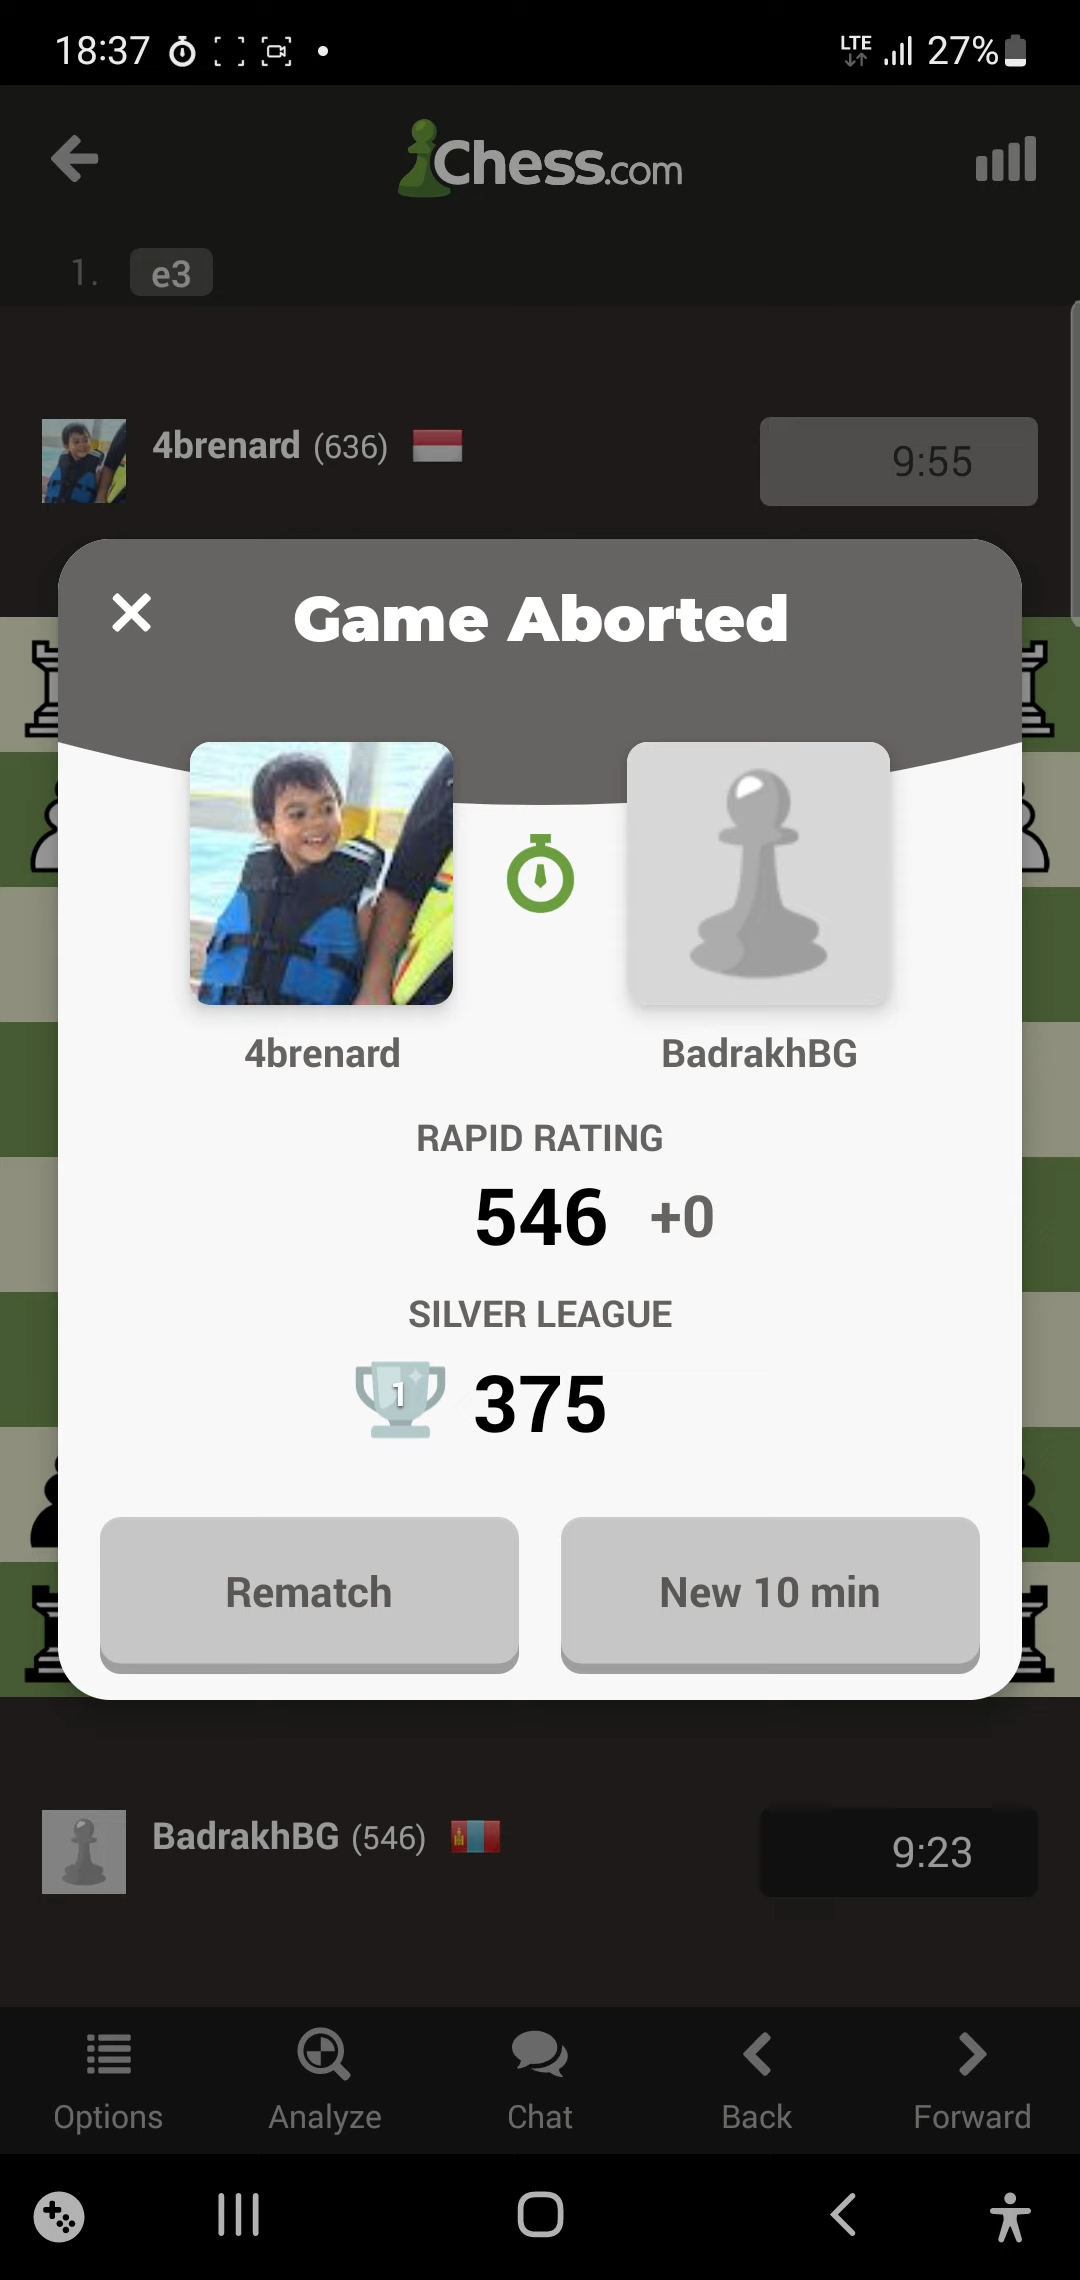 18:37
LTE
27%
Chess.com
1. e3
4brenard (636)
9:55
Game Aborted
4brenard
BadrakhBG
RAPID RATING
546 +0
SILVER LEAGUE
1 375
Rematch
New 10 min
BadrakhBG (546)
9:23
Options
Analyze
Chat
Back
Forward